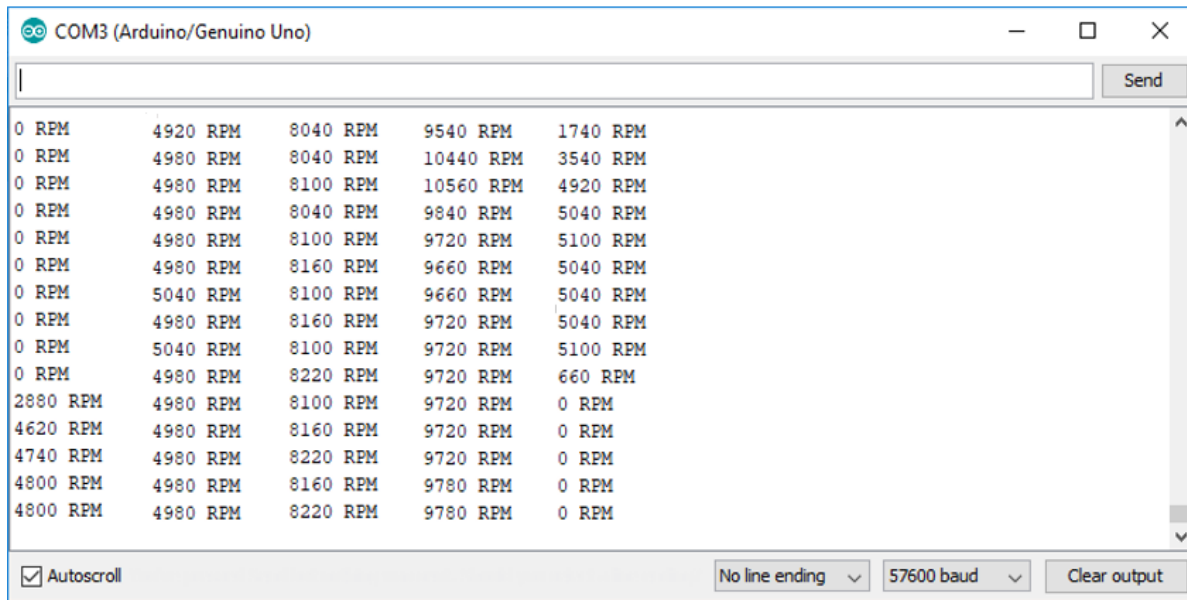 COM3 (Arduino/Genuino Uno)
Send
0 RPM 4920 RPM 8040 RPM 9540 RPM 1740 RPM
0 RPM 4980 RPM 8040 RPM 10440 RPM 3540 RPM
0 RPM 4980 RPM 8100 RPM 10560 RPM 4920 RPM
0 RPM 4980 RPM 8040 RPM 9840 RPM 5040 RPM
0 RPM 4980 RPM 8100 RPM 9720 RPM 5100 RPM
0 RPM 4980 RPM 8160 RPM 9660 RPM 5040 RPM
0 RPM 5040 RPM 8100 RPM 9660 RPM 5040 RPM
0 RPM 4980 RPM 8160 RPM 9720 RPM 5040 RPM
0 RPM 5040 RPM 8100 RPM 9720 RPM 5100 RPM
0 RPM 4980 RPM 8220 RPM 9720 RPM 660 RPM
2880 RPM 4980 RPM 8100 RPM 9720 RPM 0 RPM
4620 RPM 4980 RPM 8160 RPM 9720 RPM 0 RPM
4740 RPM 4980 RPM 8220 RPM 9720 RPM 0 RPM
4800 RPM 4980 RPM 8160 RPM 9780 RPM 0 RPM
4800 RPM 4980 RPM 8220 RPM 9780 RPM 0 RPM
Autoscroll No line ending 57600 baud Clear output